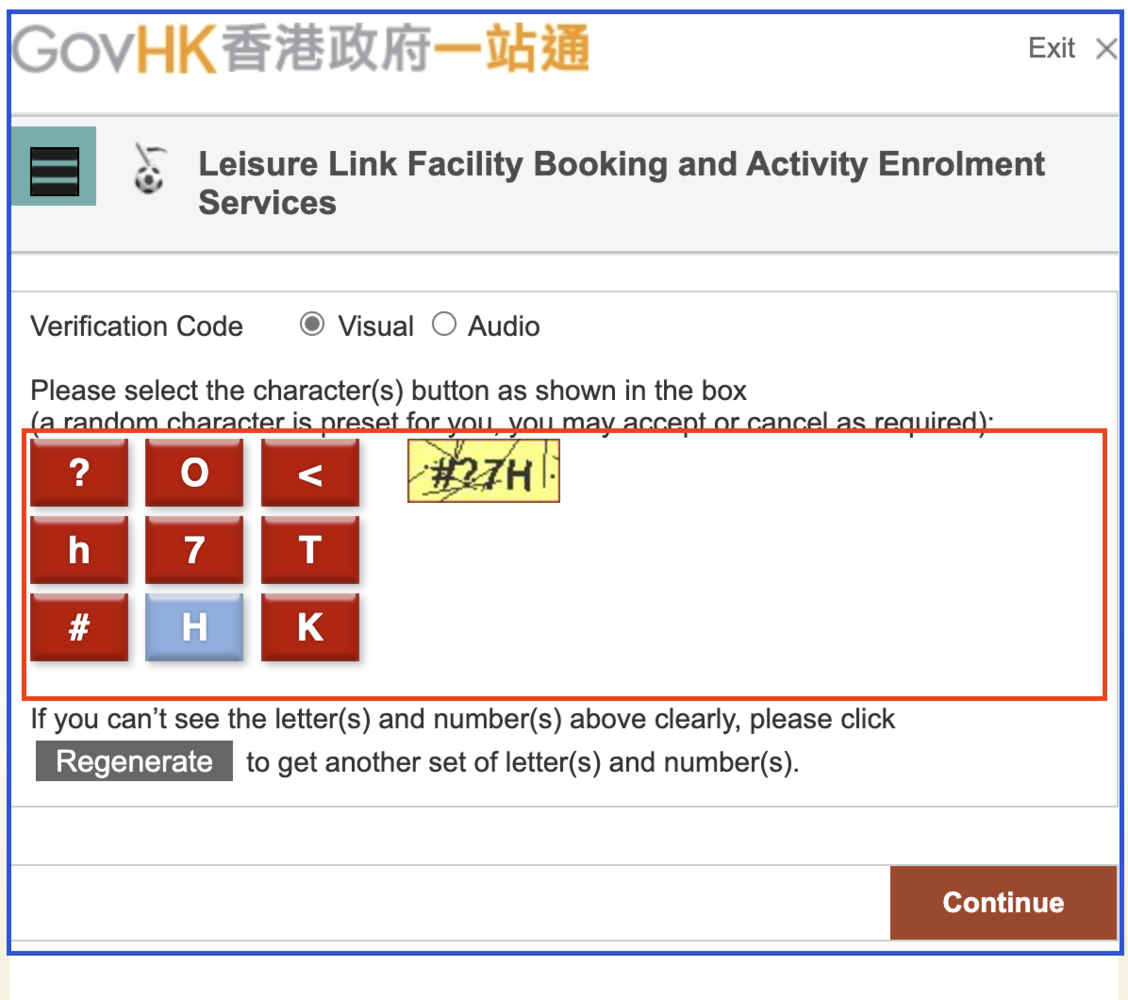 GovHK香港政府一站通
Exit ×
Leisure Link Facility Booking and Activity Enrolment
Services
Verification Code Visual Audio
Please select the character(s) button as shown in the box
(a random character is preset for you, you may accept or cancel as required):
? O < #?7H
h 7 T
# H K
If you can’t see the letter(s) and number(s) above clearly, please click
Regenerate to get another set of letter(s) and number(s).
Continue